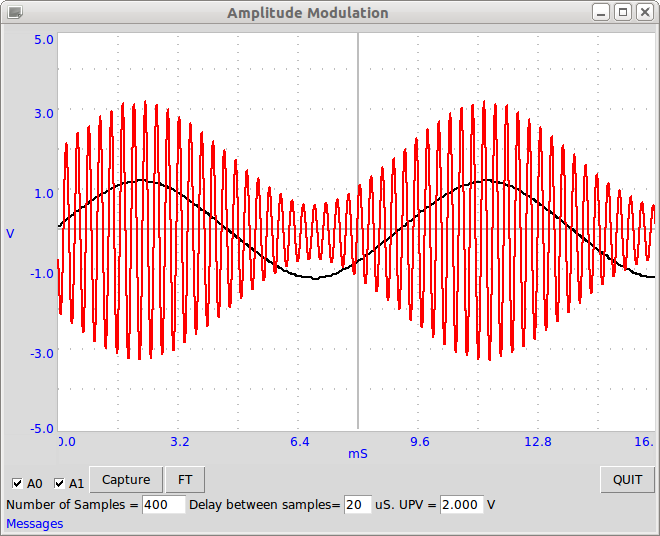 Amplitude Modulation
5.0
3.0
1.0
V
-1.0
-3.0
-5.0
0.0 3.2 6.4 9.6 12.8 16.
mS
A0 A1 Capture FT QUIT
Number of Samples = 400 Delay between samples= 20 uS. UPV = 2.000 V
Messages